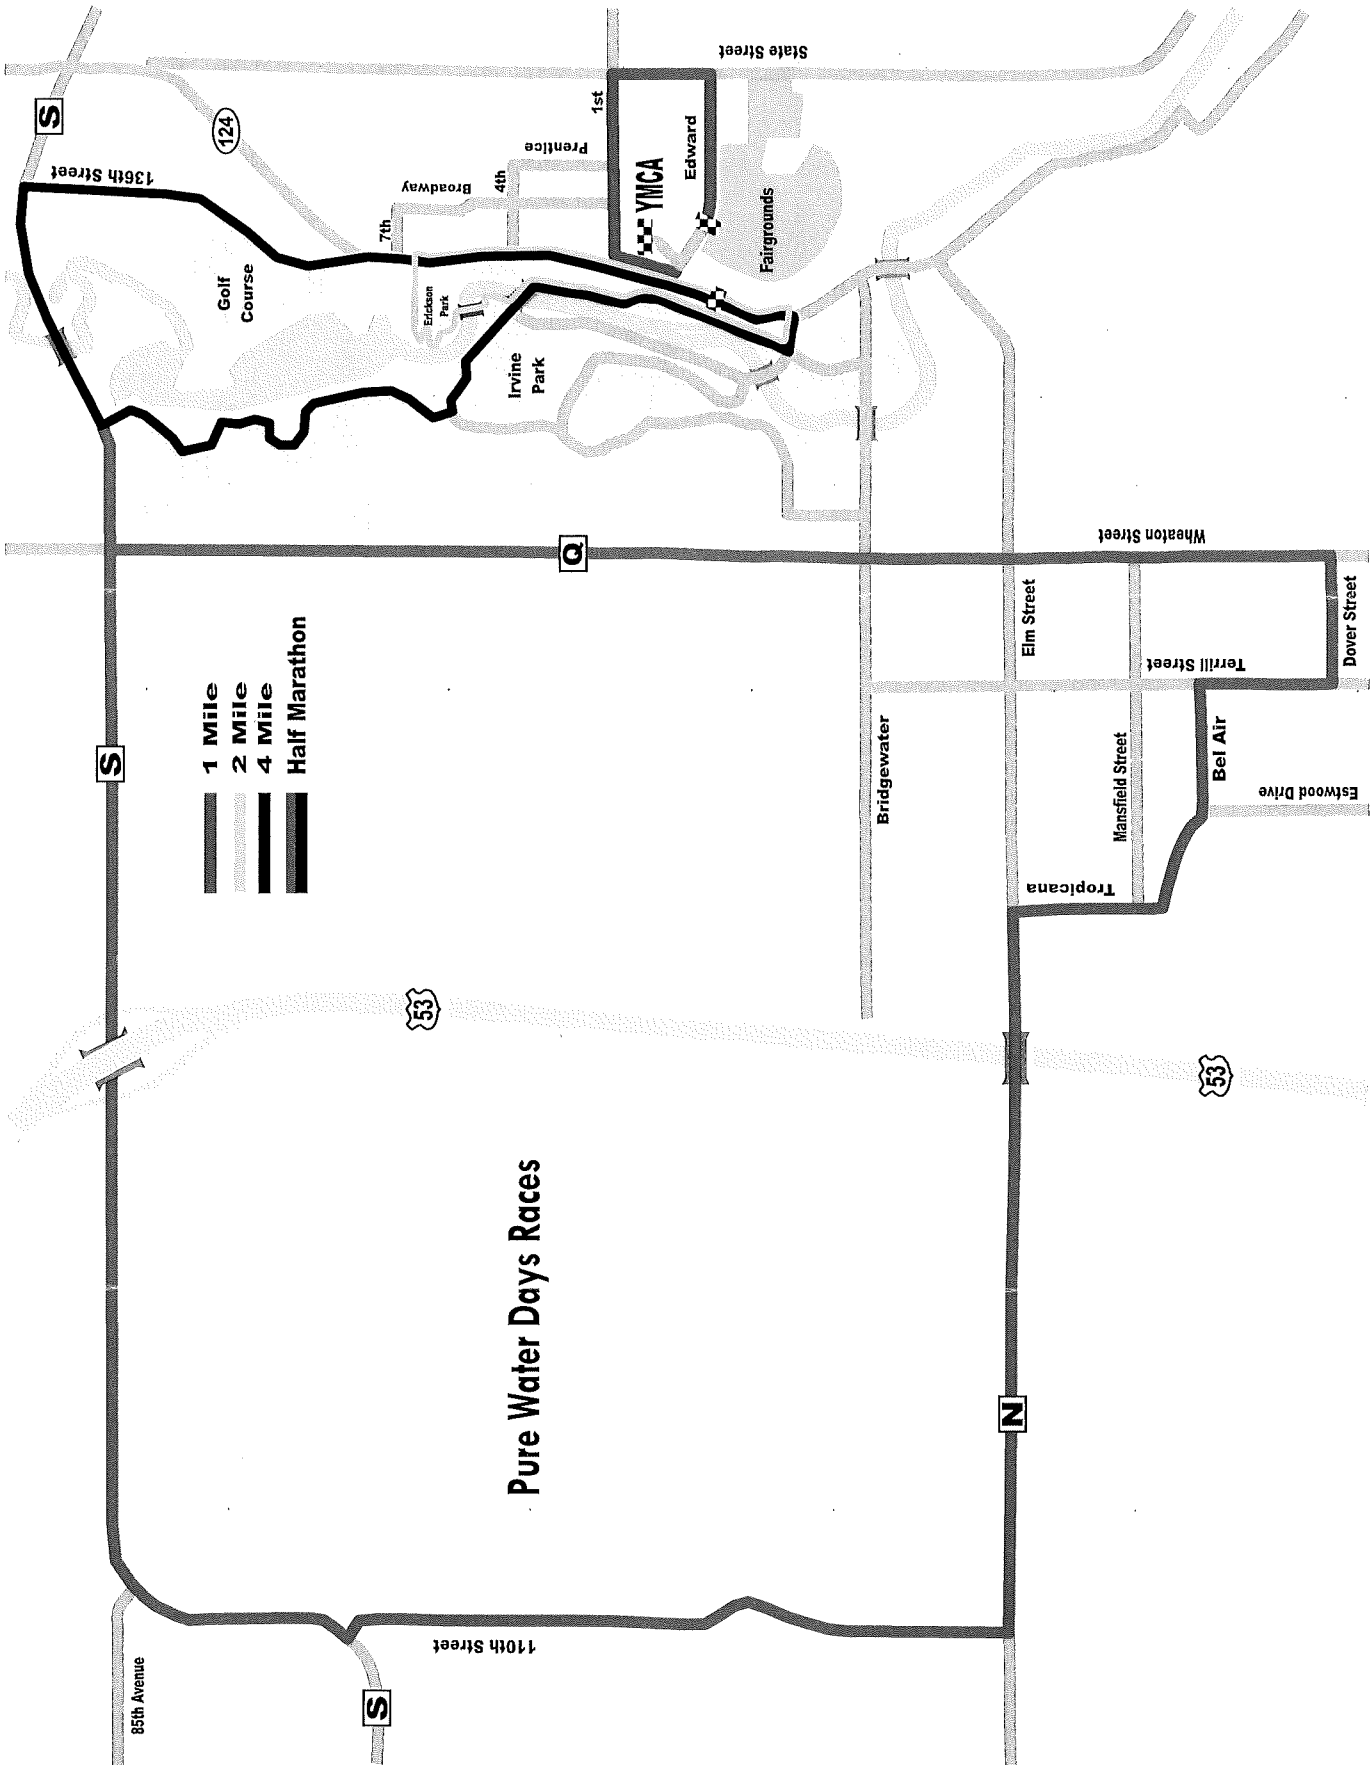 Pure Water Days Races
1 Mile
2 Mile
4 Mile
Half Marathon
85th Avenue
S
S
S
136th Street
124
Golf
Course
7th
Broadway
4th
Prentice
1st
State Street
Erickson
Park
Irvine
Park
YMCA
Edward
Fairgrounds
Q
Wheaton Street
53
53
110th Street
N
Bridgewater
Elm Street
Tropicana
Mansfield Street
Terrill Street
Bel Air
Estwood Drive
Dover Street